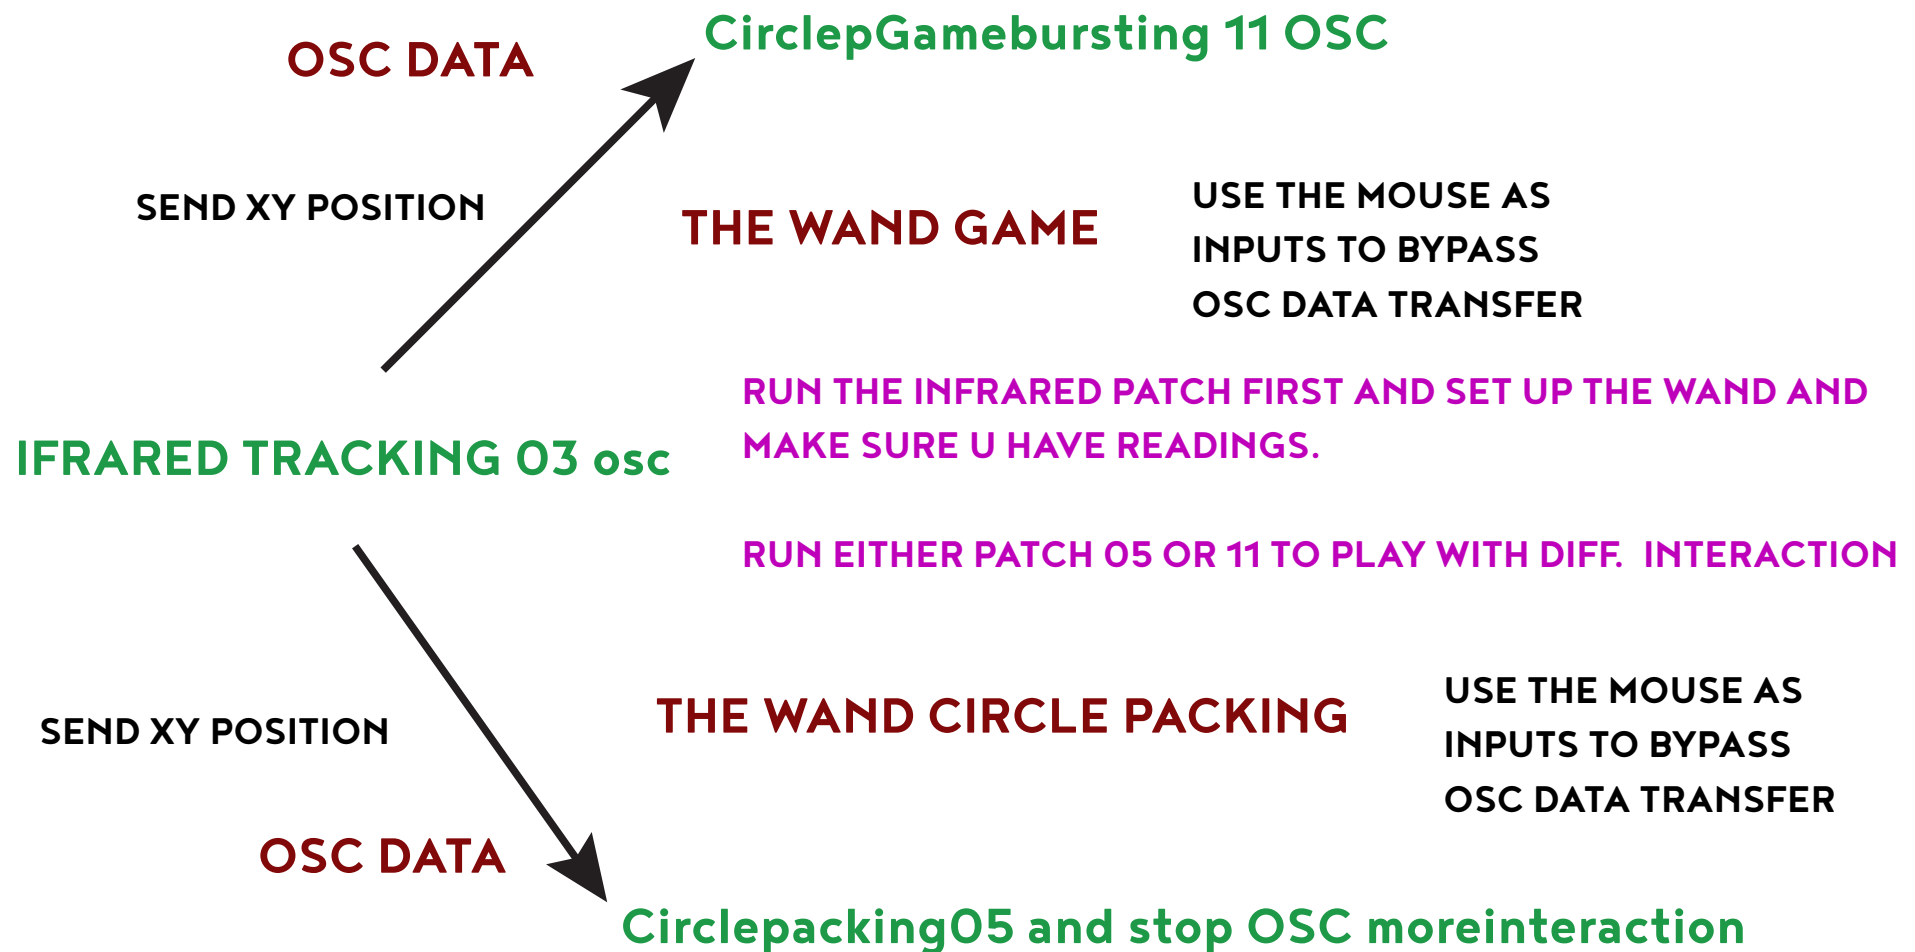 CirclepGamebursting 11 OSC
OSC DATA
SEND XY POSITION
THE WAND GAME
USE THE MOUSE AS
INPUTS TO BYPASS
OSC DATA TRANSFER
RUN THE INFRARED PATCH FIRST AND SET UP THE WAND AND
MAKE SURE U HAVE READINGS.
IFRARED TRACKING 03 osc
RUN EITHER PATCH 05 OR 11 TO PLAY WITH DIFF. INTERACTION
SEND XY POSITION
THE WAND CIRCLE PACKING
USE THE MOUSE AS
INPUTS TO BYPASS
OSC DATA TRANSFER
OSC DATA
Circlepacking05 and stop OSC moreinteraction